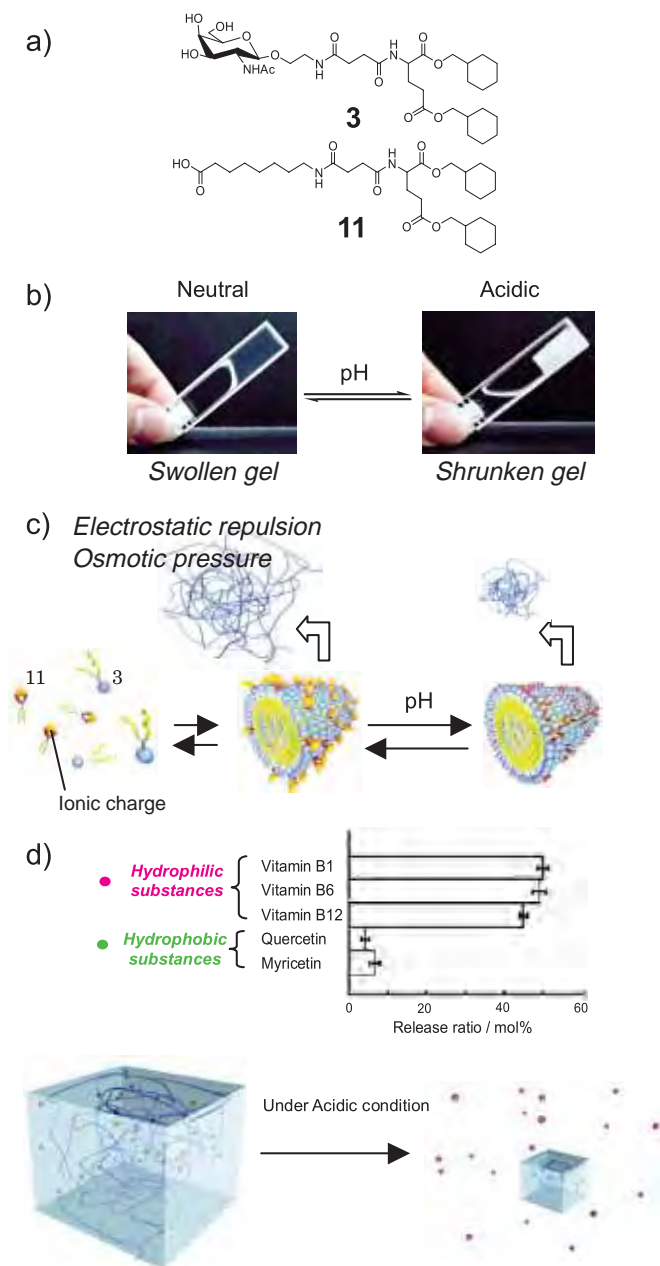 a)
HO
OH
O
HO
NHAc
O
O
N
H
O
H
N
O
O
O
O
3
HO
O
N
H
O
O
H
N
O
O
O
O
11
b)
Neutral
Acidic
pH
Swollen gel
Shrunken gel
c)
Electrostatic repulsion
Osmotic pressure
11
3
pH
Ionic charge
d)
Hydrophilic
substances
Vitamin B1
Vitamin B6
Vitamin B12
Hydrophobic
substances
Quercetin
Myricetin
0 20 40 60
Release ratio / mol%
Under Acidic condition